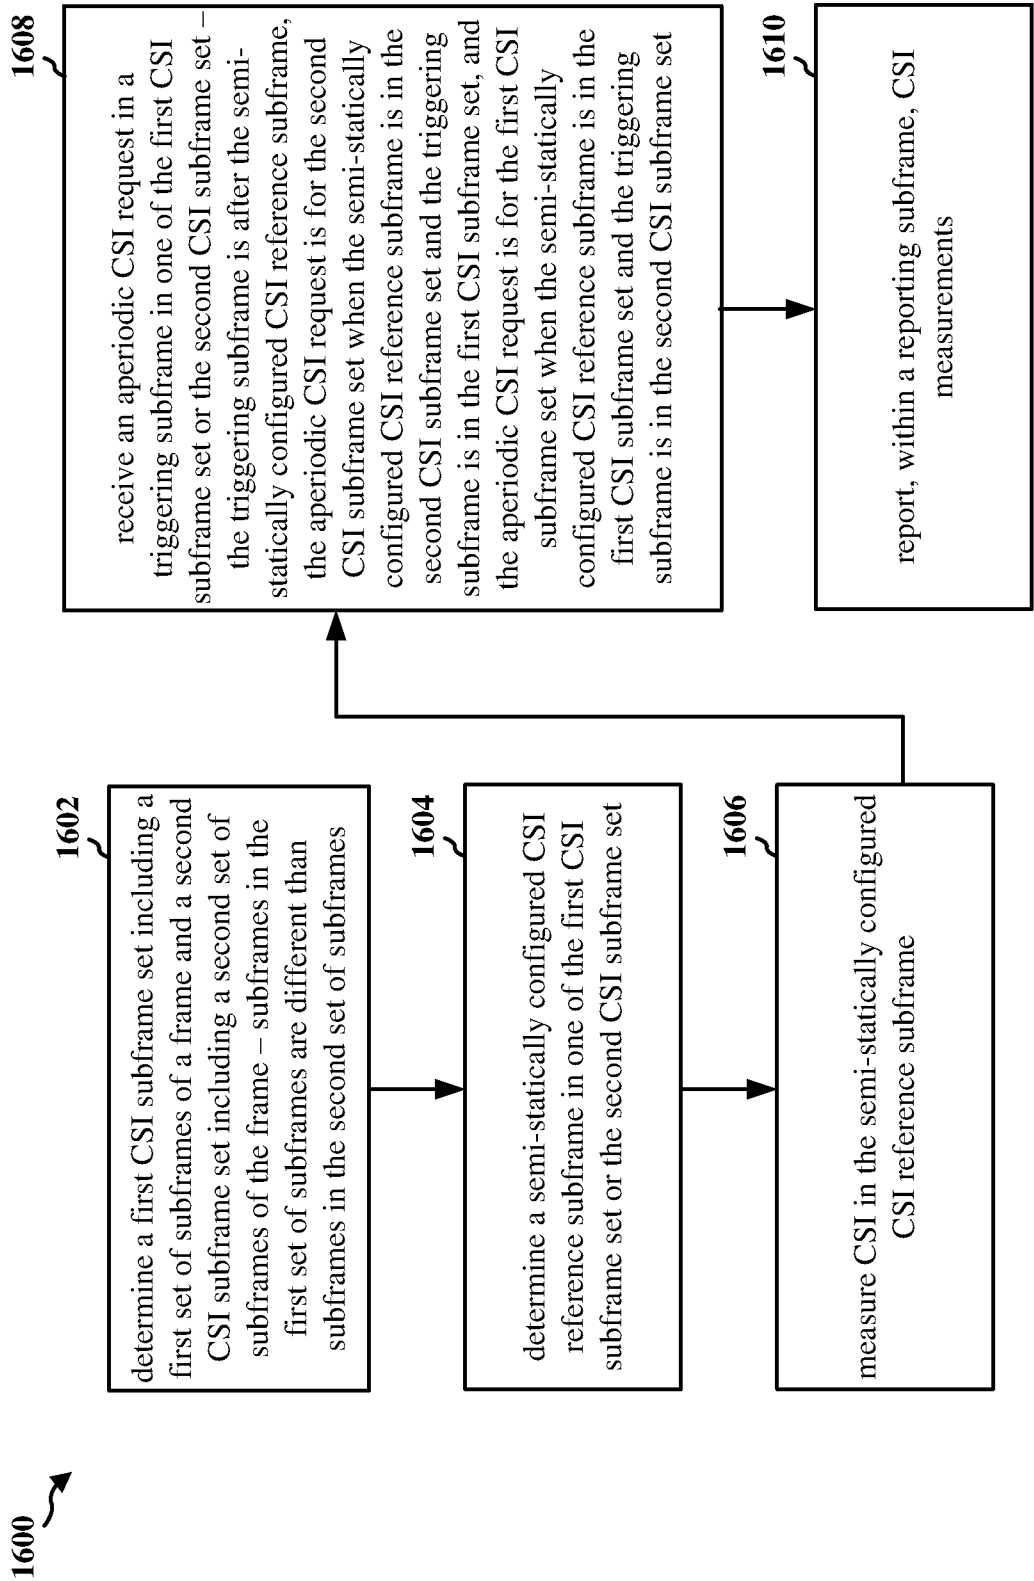 1600
1602
determine a first CSI subframe set including a
first set of subframes of a frame and a second
CSI subframe set including a second set of
subframes of the frame – subframes in the
first set of subframes are different than
subframes in the second set of subframes
1604
determine a semi-statically configured CSI
reference subframe in one of the first CSI
subframe set or the second CSI subframe set
1606
measure CSI in the semi-statically configured
CSI reference subframe
1608
receive an aperiodic CSI request in a
triggering subframe in one of the first CSI
subframe set or the second CSI subframe set –
the triggering subframe is after the semi-
statically configured CSI reference subframe,
the aperiodic CSI request is for the second
CSI subframe set when the semi-statically
configured CSI reference subframe is in the
second CSI subframe set and the triggering
subframe is in the first CSI subframe set, and
the aperiodic CSI request is for the first CSI
subframe set when the semi-statically
configured CSI reference subframe is in the
first CSI subframe set and the triggering
subframe is in the second CSI subframe set
1610
report, within a reporting subframe, CSI
measurements